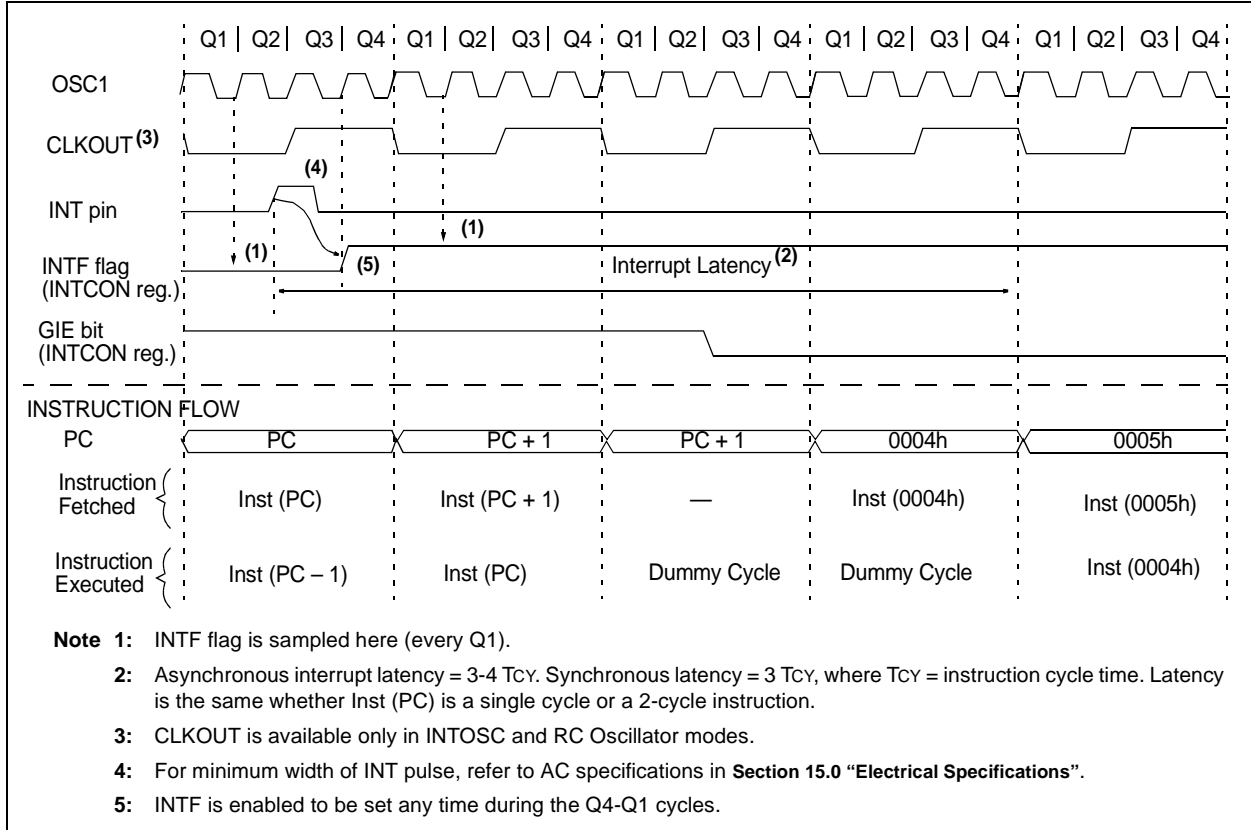 Q1 | Q2 | Q3 | Q4 Q1 | Q2 | Q3 | Q4 Q1 | Q2 | Q3 | Q4 Q1 | Q2 | Q3 | Q4 Q1 | Q2 | Q3 | Q4
OSC1
CLKOUT (3)
(4)
INT pin
(1)
(1) (5)
INTF flag
(INTCON reg.)
Interrupt Latency (2)
GIE bit
(INTCON reg.)
INSTRUCTION FLOW
PC PC PC + 1 PC + 1 0004h 0005h
Instruction
Fetched
Inst (PC) Inst (PC + 1) — Inst (0004h) Inst (0005h)
Instruction
Executed
Inst (PC – 1) Inst (PC) Dummy Cycle Dummy Cycle Inst (0004h)
Note 1: INTF flag is sampled here (every Q1).
2: Asynchronous interrupt latency = 3-4 TCY. Synchronous latency = 3 TCY, where TCY = instruction cycle time. Latency
is the same whether Inst (PC) is a single cycle or a 2-cycle instruction.
3: CLKOUT is available only in INTOSC and RC Oscillator modes.
4: For minimum width of INT pulse, refer to AC specifications in Section 15.0 “Electrical Specifications”.
5: INTF is enabled to be set any time during the Q4-Q1 cycles.